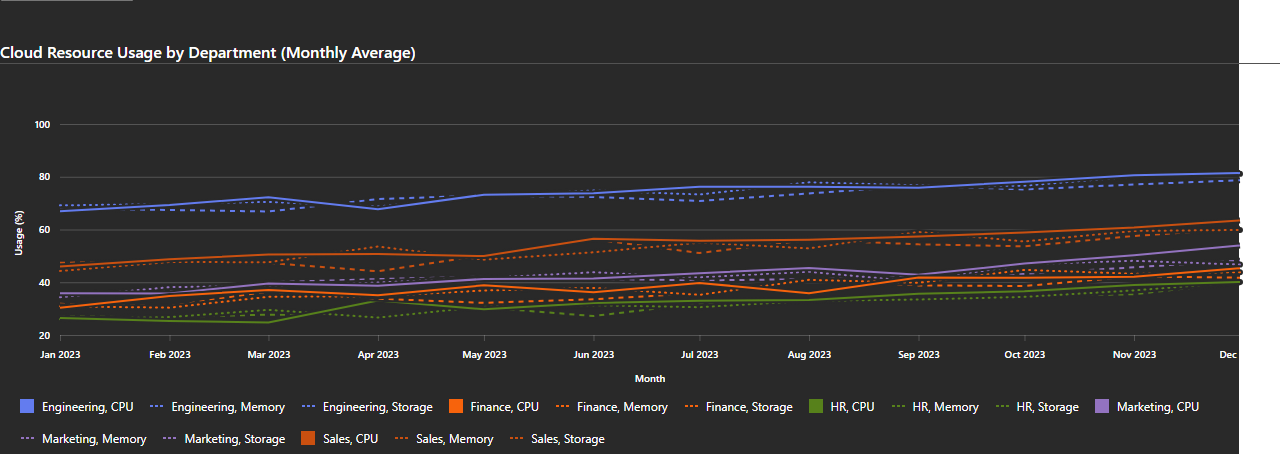 Cloud Resource Usage by Department (Monthly Average)
100
80
60
40
20
Usage (%)
Jan 2023 Feb 2023 Mar 2023 Apr 2023 May 2023 Jun 2023 Jul 2023 Aug 2023 Sep 2023 Oct 2023 Nov 2023 Dec
Month
Engineering, CPU Engineering, Memory Engineering, Storage Finance, CPU Finance, Memory Finance, Storage HR, CPU HR, Memory HR, Storage Marketing, CPU
Marketing, Memory Marketing, Storage Sales, CPU Sales, Memory Sales, Storage